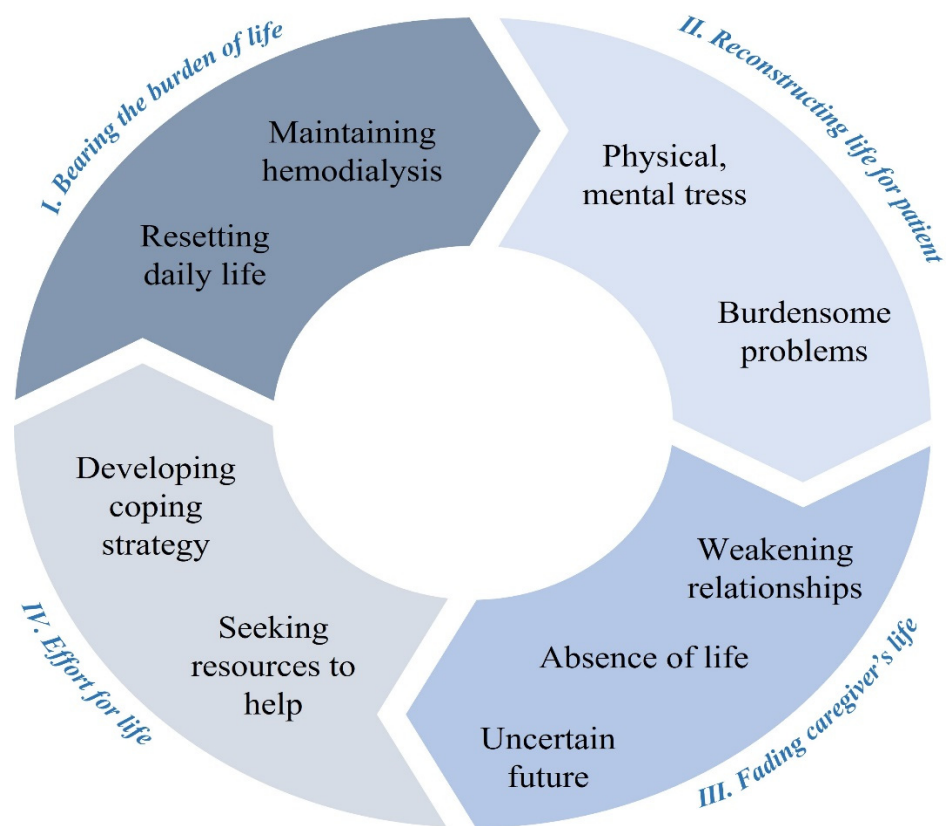 I. Bearing the burden of life
Maintaining
hemodialysis
Resetting
daily life
II. Reconstructing life for patient
Physical,
mental tress
Burdensome
problems
III. Fading caregiver's life
Weakening
relationships
Absence of life
Uncertain
future
IV. Effort for life
Developing
coping
strategy
Seeking
resources to
help